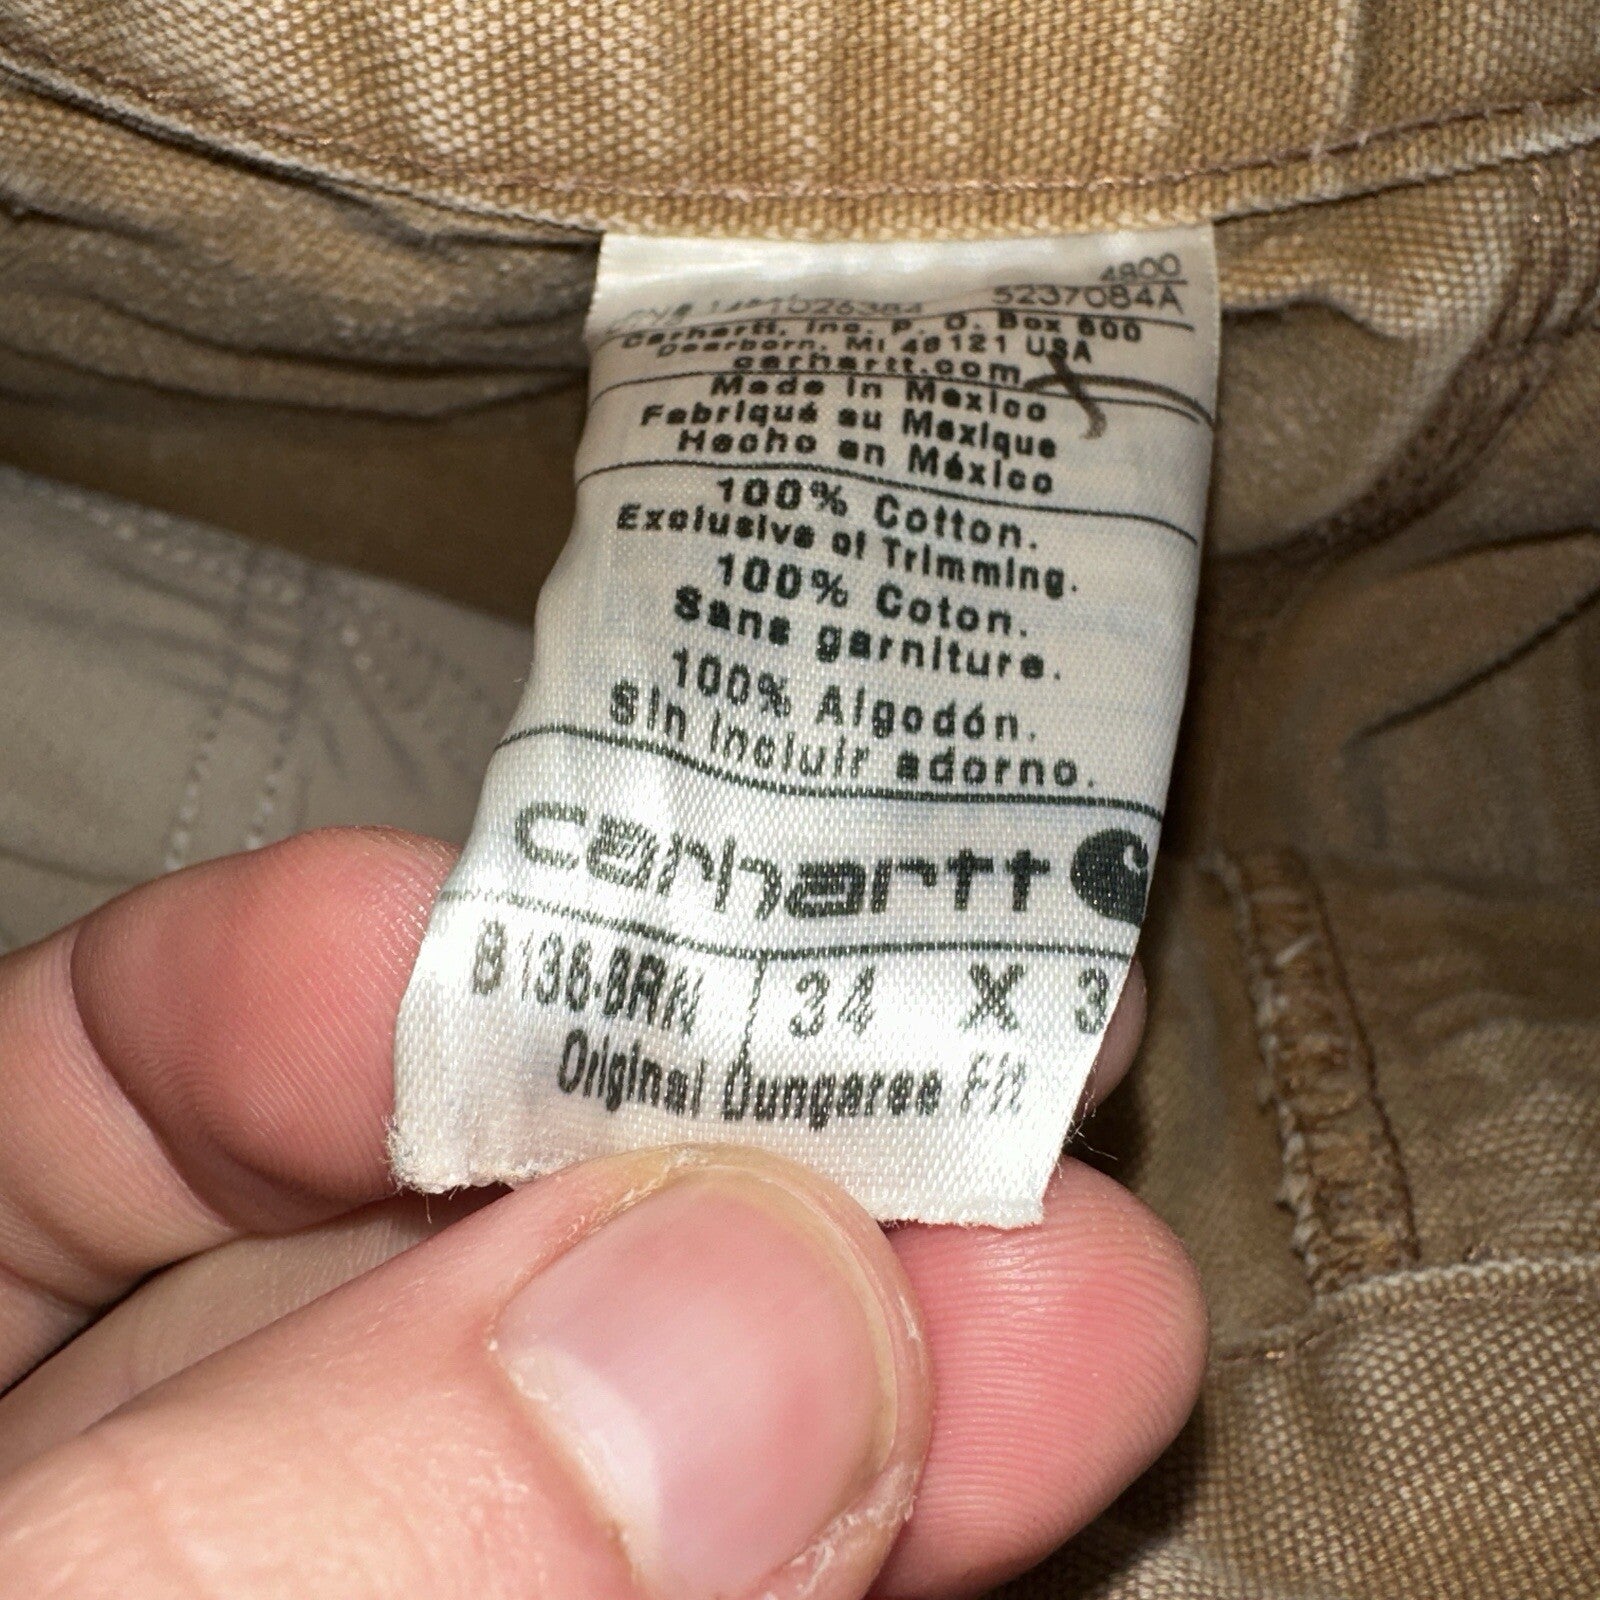 4800
5237084A
Carhartt, Inc. P. O. Box 600
Dearborn, MI 48121 USA
carhartt.com
Made in Mexico
Fabriqué au Mexique
Hecho en México
100% Cotton.
Exclusive of Trimming.
100% Coton.
Sans garniture.
100% Algodón.
Sin incluir adorno.
carhartt
B136-BRN 34 X 3
Original Dungaree Fit